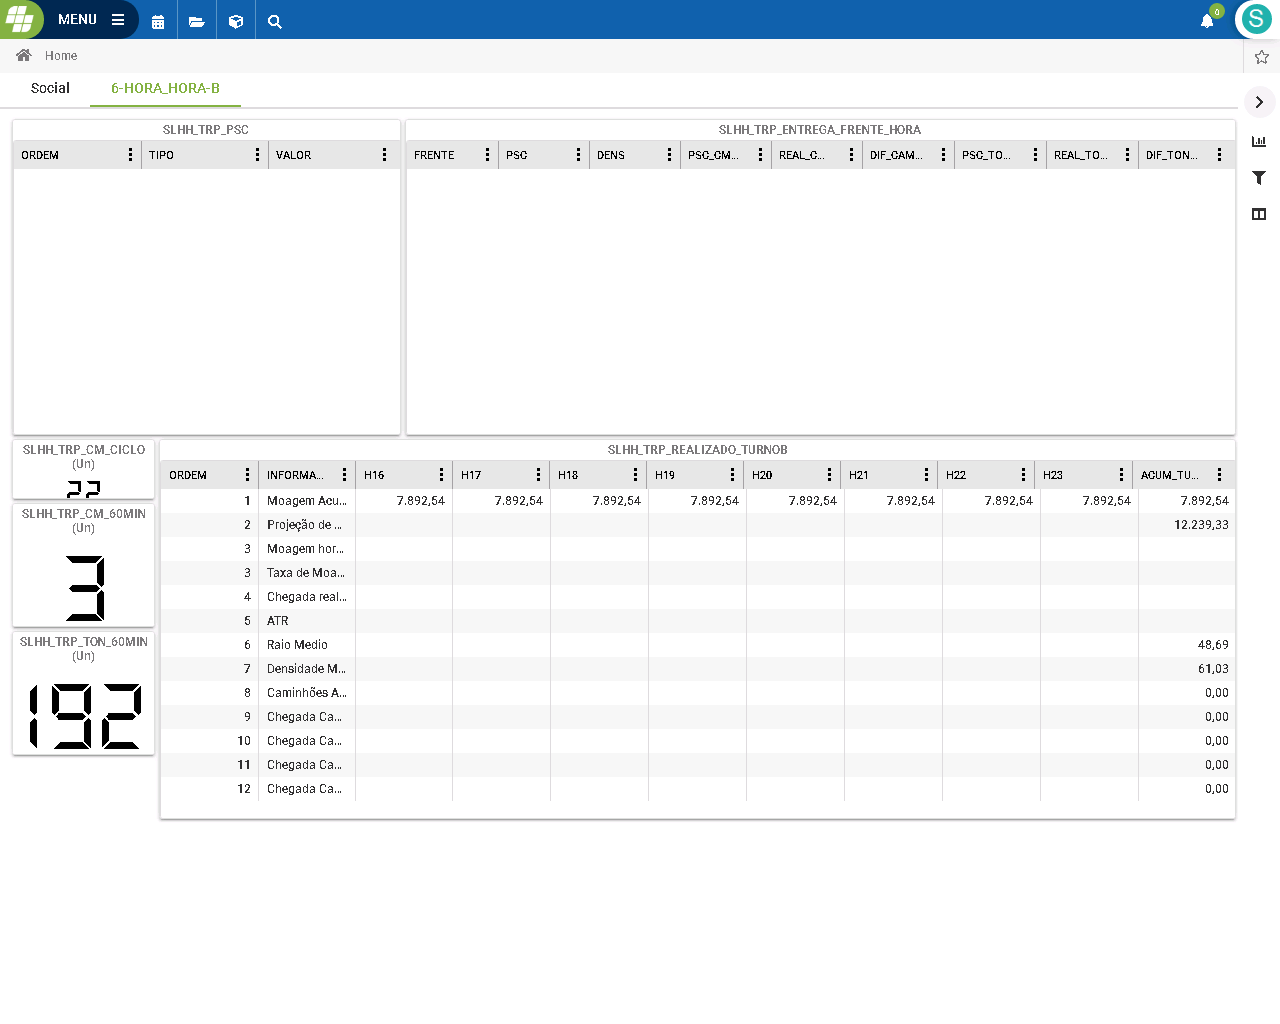 MENU
0
S
Home
Social
6-HORA_HORA-B
SLHH_TRP_PSC
ORDEM TIPO VALOR
SLHH_TRP_ENTREGA_FRENTE_HORA
FRENTE PSC DENS PSC_CM... REAL_C... DIF_CAM... PSC_TO... REAL_TO... DIF_TON...
SLHH_TRP_CM_CICLO
(Un)
SLHH_TRP_CM_60MIN
(Un)
3
SLHH_TRP_TON_60MIN
(Un)
192
SLHH_TRP_REALIZADO_TURNOB
ORDEM INFORMA... H16 H17 H18 H19 H20 H21 H22 H23 ACUM_TU...
1 Moagem Acu... 7.892,54 7.892,54 7.892,54 7.892,54 7.892,54 7.892,54 7.892,54 7.892,54 7.892,54
2 Projeção de ... 12.239,33
3 Moagem hor...
3 Taxa de Moa...
4 Chegada real...
5 ATR
6 Raio Medio 48,69
7 Densidade M... 61,03
8 Caminhões A... 0,00
9 Chegada Ca... 0,00
10 Chegada Ca... 0,00
11 Chegada Ca... 0,00
12 Chegada Ca... 0,00